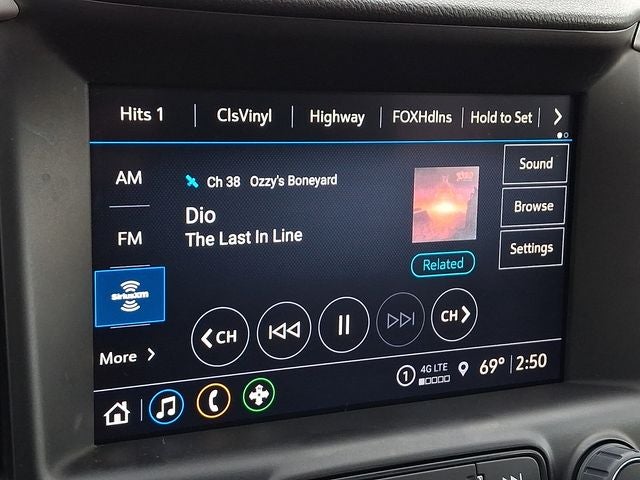 Hits 1
ClsVinyl
Highway
FOXHdlns
Hold to Set
AM
FM
SiriusXM
More
Ch 38 Ozzy's Boneyard
Dio
The Last In Line
Related
Sound
Browse
Settings
CH
CH
1
4G LTE
69° 2:50